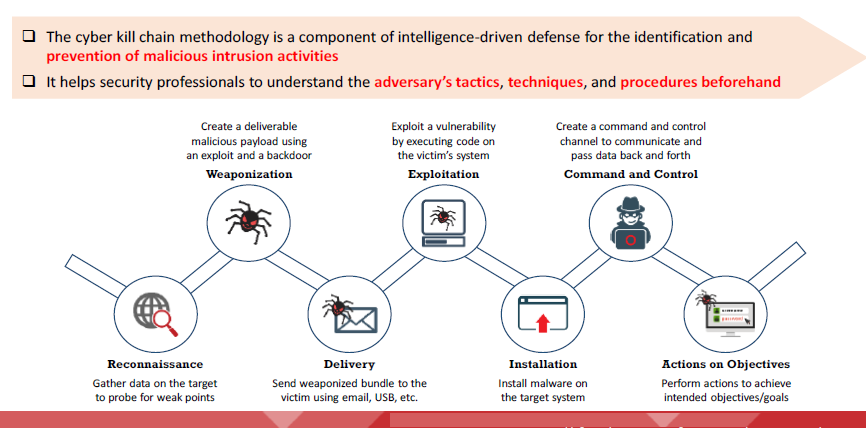 ❑ The cyber kill chain methodology is a component of intelligence-driven defense for the identification and
prevention of malicious intrusion activities
❑ It helps security professionals to understand the adversary's tactics, techniques, and procedures beforehand
Create a deliverable
malicious payload using
an exploit and a backdoor
Weaponization
Exploit a vulnerability
by executing code on
the victim's system
Exploitation
Create a command and control
channel to communicate and
pass data back and forth
Command and Control
Reconnaissance
Gather data on the target
to probe for weak points
Delivery
Send weaponized bundle to the
victim using email, USB, etc.
Installation
Install malware on
the target system
Actions on Objectives
Perform actions to achieve
intended objectives/goals